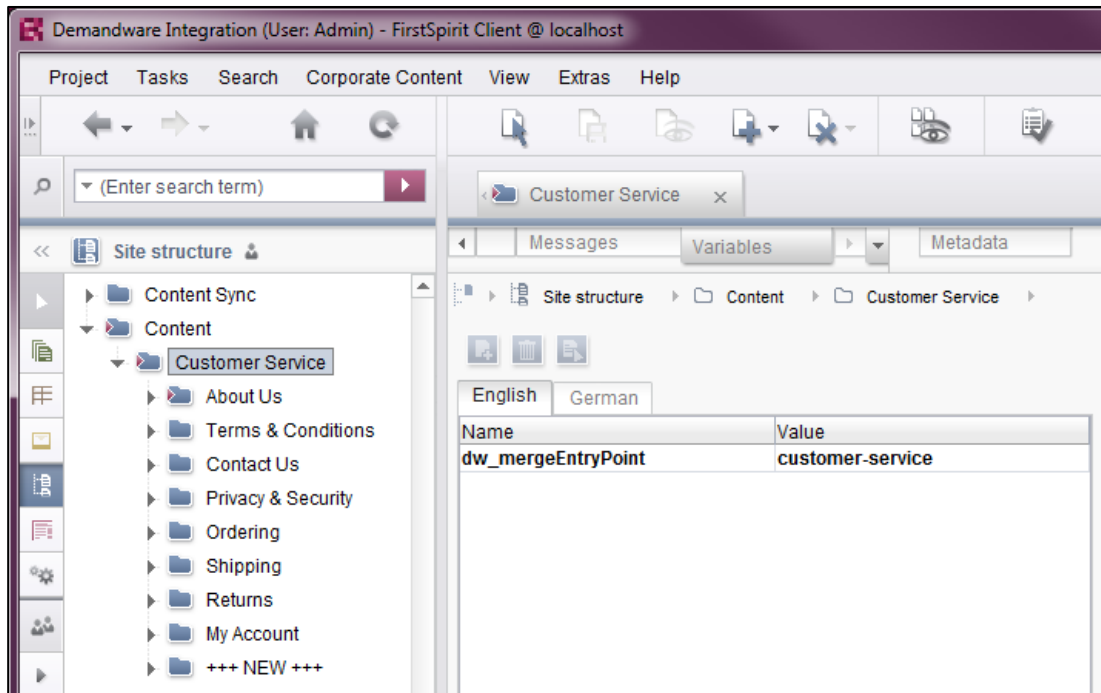 Demandware Integration (User: Admin) - FirstSpirit Client @ localhost
Project Tasks Search Corporate Content View Extras Help
(Enter search term)
Customer Service
Site structure
Messages Variables Metadata
Site structure Content Customer Service
Content Sync
Content
Customer Service
About Us
Terms & Conditions
Contact Us
Privacy & Security
Ordering
Shipping
Returns
My Account
+++ NEW +++
English German
Name Value
dw_mergeEntryPoint customer-service